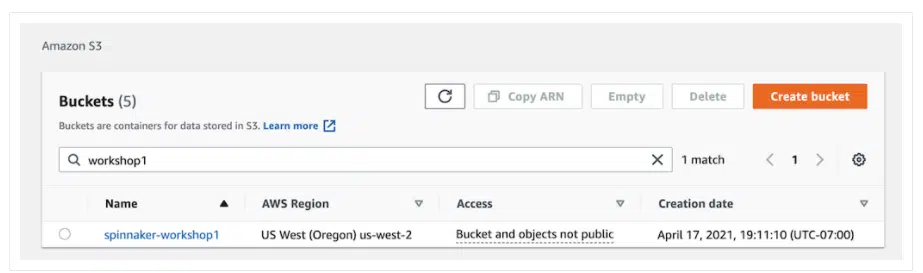 Amazon S3
Buckets (5)
Copy ARN
Empty
Delete
Create bucket
Buckets are containers for data stored in S3. Learn more
workshop1
1 match
1
Name
AWS Region
Access
Creation date
spinnaker-workshop1
US West (Oregon) us-west-2
Bucket and objects not public
April 17, 2021, 19:11:10 (UTC-07:00)